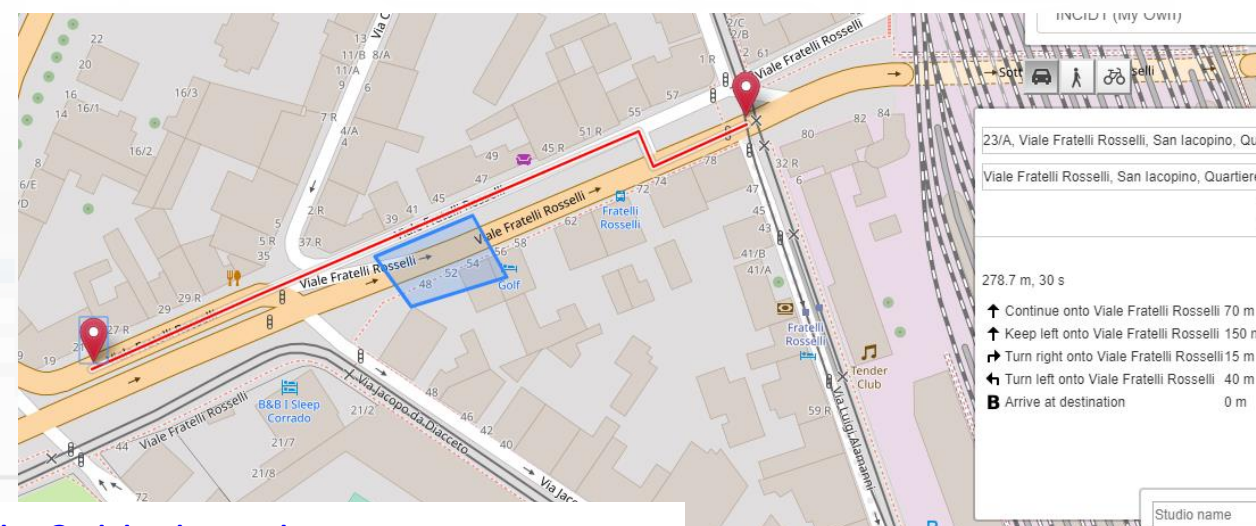 INCID1 (My Own)
23/A, Viale Fratelli Rosselli, San Iacopino, Qu
Viale Fratelli Rosselli, San Iacopino, Quartiere
278.7 m, 30 s
Continue onto Viale Fratelli Rosselli 70 m
Keep left onto Viale Fratelli Rosselli 150 m
Turn right onto Viale Fratelli Rosselli 15 m
Turn left onto Viale Fratelli Rosselli 40 m
B Arrive at destination 0 m
Studio name
Viale Fratelli Rosselli
Viale Fratelli Rosselli
Viale Fratelli Rosselli
Viale Fratelli Rosselli
Fratelli
Rosselli
Golf
Fratelli
Rosselli
Tender
Club
B&B I Sleep
Corrado
Via Jacopo da Diacceto
Via Jaco
Via Luigi Alamanni
Via C
Sott
selli
22
20
16
16/1
14
16/3
16/2
13
11/B
8/A
11/A
9
6
7 R
4/A
4
8
6/E
/D
5
2/R
5 R
37 R
35
39
41
45
49
45 R
51 R
55
57
1 R
2/C
2/B
2
61
29
29 R
27 R
19
48
52
54
56
58
62
72
74
78
80
82
84
32 R
6
47
45
43
41/B
41/A
59 R
44
72
21/2
21/7
21/8
48
46
42
40